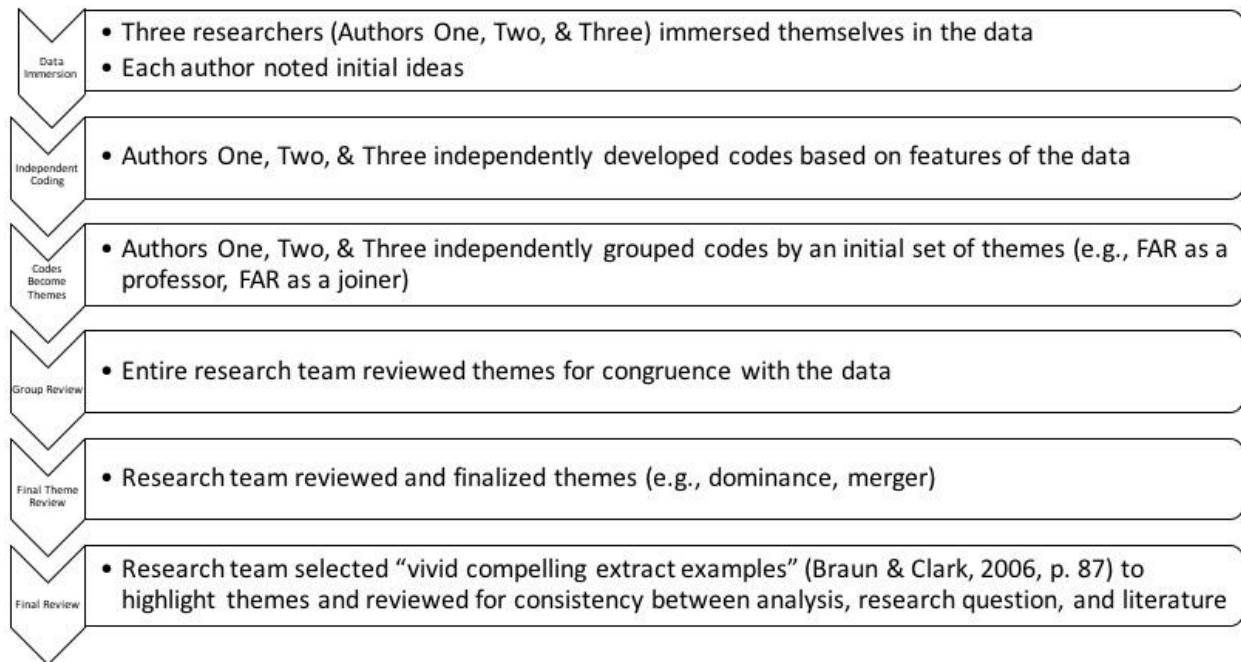 Data
Immersion
• Three researchers (Authors One, Two, & Three) immersed themselves in the data
• Each author noted initial ideas
Independent
Coding
• Authors One, Two, & Three independently developed codes based on features of the data
Codes
Become
Themes
• Authors One, Two, & Three independently grouped codes by an initial set of themes (e.g., FAR as a
professor, FAR as a joiner)
Group Review
• Entire research team reviewed themes for congruence with the data
Final Theme
Review
• Research team reviewed and finalized themes (e.g., dominance, merger)
Final Review
• Research team selected “vivid compelling extract examples” (Braun & Clark, 2006, p. 87) to
highlight themes and reviewed for consistency between analysis, research question, and literature